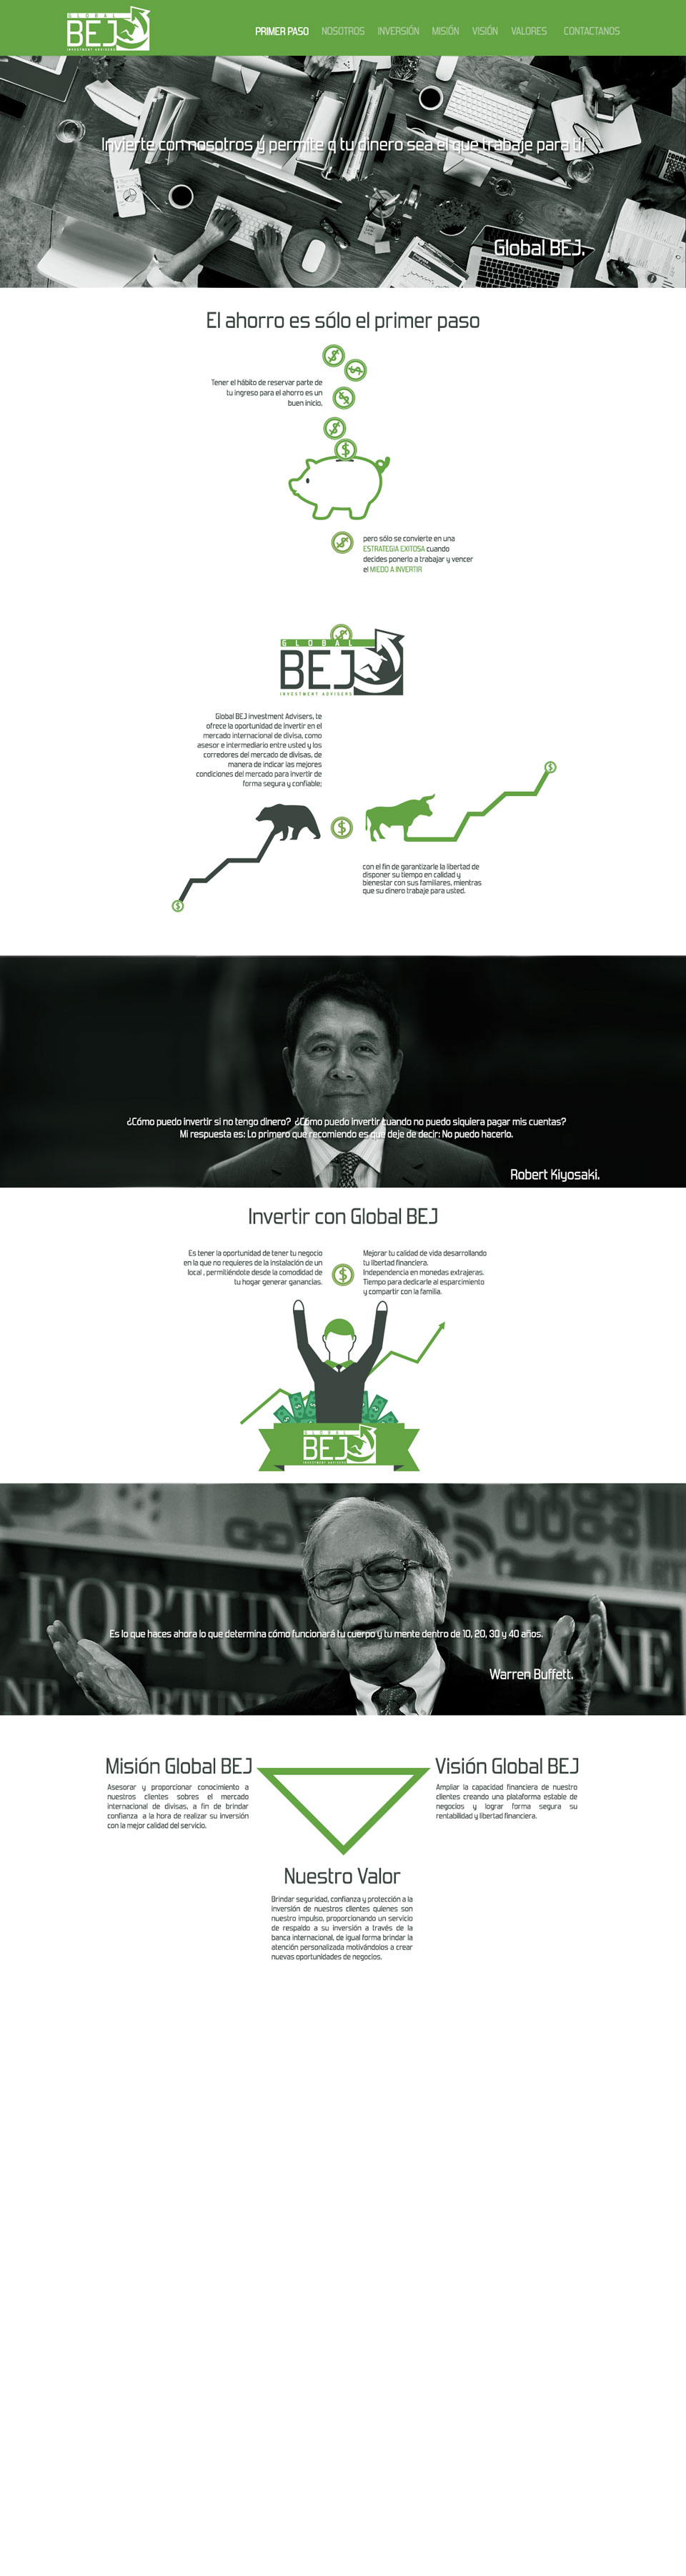 GLOBAL
BEJ
INVESTMENT ADVISERS
PRIMER PASO NOSOTROS INVERSIÓN MISIÓN VISIÓN VALORES CONTACTANOS
Invierte con nosotros y permite q tu dinero sea el que trabaje para ti!
Global BEJ.
El ahorro es sólo el primer paso
Tener el hábito de reservar parte de
tu ingreso para el ahorro es un
buen inicio,
pero sólo se convierte en una
ESTRATEGIA EXITOSA cuando
decides ponerlo a trabajar y vencer
el MIEDO A INVERTIR
GLOBAL
BEJ
INVESTMENT ADVISERS
Global BEJ investment Advisers, te
ofrece la oportunidad de invertir en el
mercado internacional de divisa, como
asesor e intermediario entre usted y los
corredores del mercado de divisas, de
manera de indicar las mejores
condiciones del mercado para invertir de
forma segura y confiable;
con el fin de garantizarle la libertad de
disponer su tiempo en calidad y
bienestar con sus familiares, mientras
que su dinero trabaje para usted.
¿Cómo puedo invertir si no tengo dinero? ¿Cómo puedo invertir cuando no puedo siquiera pagar mis cuentas?
Mi respuesta es: Lo primero que recomiendo es que deje de decir: No puedo hacerlo.
Robert Kiyosaki.
Invertir con Global BEJ
Es tener la oportunidad de tener tu negocio
en la que no requieres de la instalación de un
local , permitiéndote desde la comodidad de
tu hogar generar ganancias.
Mejorar tu calidad de vida desarrollando
tu libertad financiera.
Independencia en monedas extrajeras.
Tiempo para dedicarle al esparcimiento
y compartir con la familia.
GLOBAL
BEJ
INVESTMENT ADVISERS
FORTUNE
Es lo que haces ahora lo que determina cómo funcionará tu cuerpo y tu mente dentro de 10, 20, 30 y 40 años.
Warren Buffett.
Misión Global BEJ
Asesorar y proporcionar conocimiento a
nuestros clientes sobre el mercado
internacional de divisas, a fin de brindar
confianza a la hora de realizar su inversión
con la mejor calidad del servicio.
Visión Global BEJ
Ampliar la capacidad financiera de nuestro
clientes creando una plataforma estable de
negocios y lograr forma segura su
rentabilidad y libertad financiera.
Nuestro Valor
Brindar seguridad, confianza y protección a la
inversión de nuestros clientes quienes son
nuestro impulso, proporcionando un servicio
de respaldo a su inversión a través de la
banca internacional, de igual forma brindar la
atención personalizada motivándolos a crear
nuevas oportunidades de negocios.